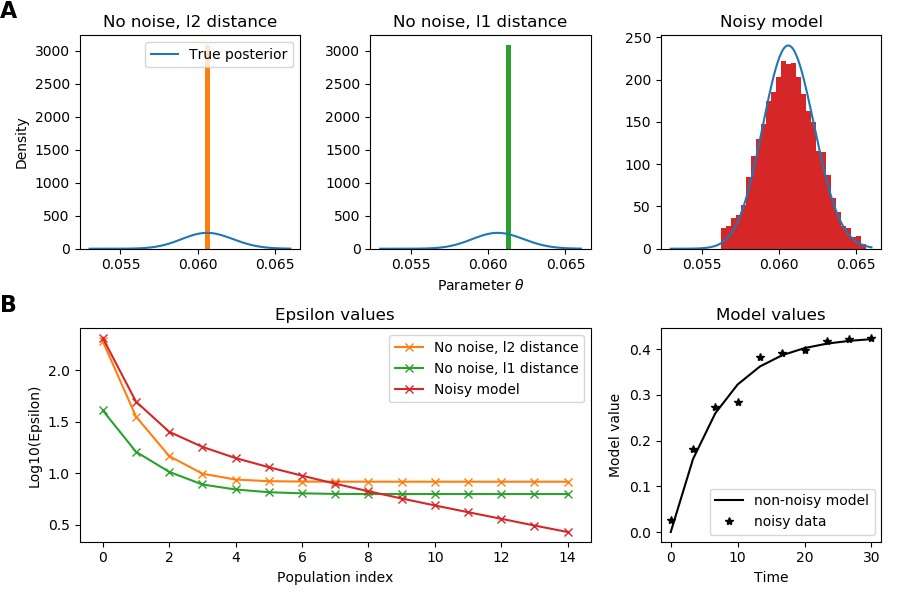 A
No noise, l2 distance
No noise, l1 distance
Noisy model
True posterior
Density
3000
2500
2000
1500
1000
500
0
0.055 0.060 0.065
3000
2500
2000
1500
1000
500
0
0.055 0.060 0.065
Parameter θ
250
200
150
100
50
0
0.055 0.060 0.065
B
Epsilon values
Log10(Epsilon)
2.0
1.5
1.0
0.5
No noise, l2 distance
No noise, l1 distance
Noisy model
0 2 4 6 8 10 12 14
Population index
Model values
Model value
0.4
0.3
0.2
0.1
0.0
non-noisy model
noisy data
0 10 20 30
Time